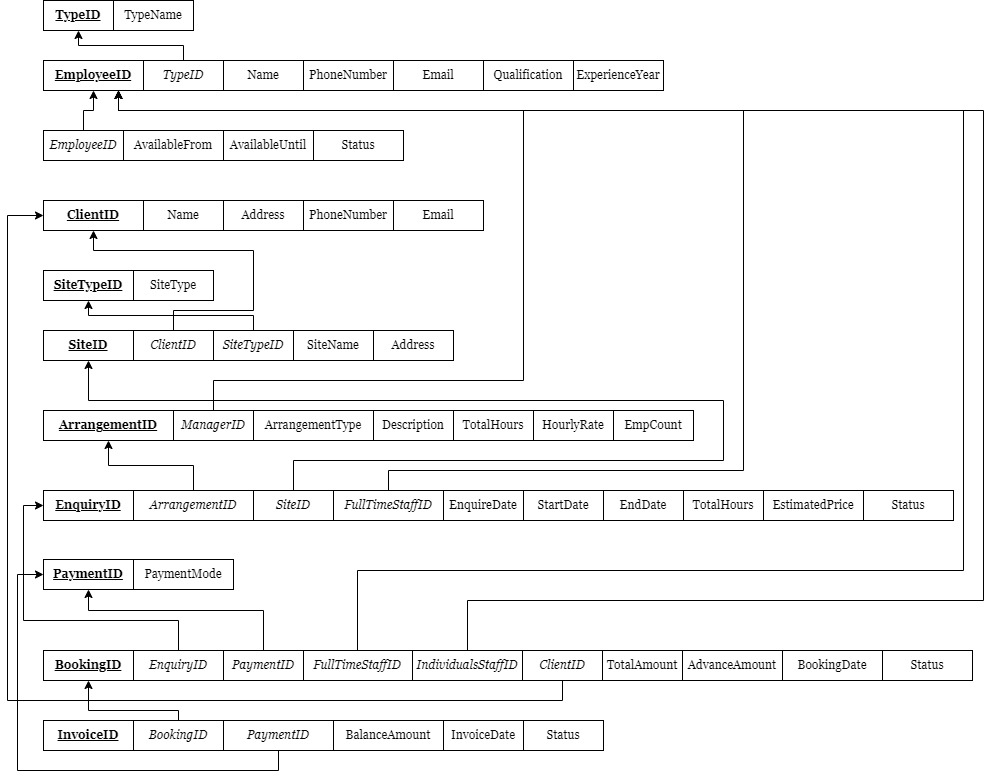 TypeID TypeName
EmployeeID TypeID Name PhoneNumber Email Qualification ExperienceYear
EmployeeID AvailableFrom AvailableUntil Status
ClientID Name Address PhoneNumber Email
SiteTypeID SiteType
SiteID ClientID SiteTypeID SiteName Address
ArrangementID ManagerID ArrangementType Description TotalHours HourlyRate EmpCount
EnquiryID ArrangementID SiteID FullTimeStaffID EnquireDate StartDate EndDate TotalHours EstimatedPrice Status
PaymentID PaymentMode
BookingID EnquiryID PaymentID FullTimeStaffID IndividualsStaffID ClientID TotalAmount AdvanceAmount BookingDate Status
InvoiceID BookingID PaymentID BalanceAmount InvoiceDate Status